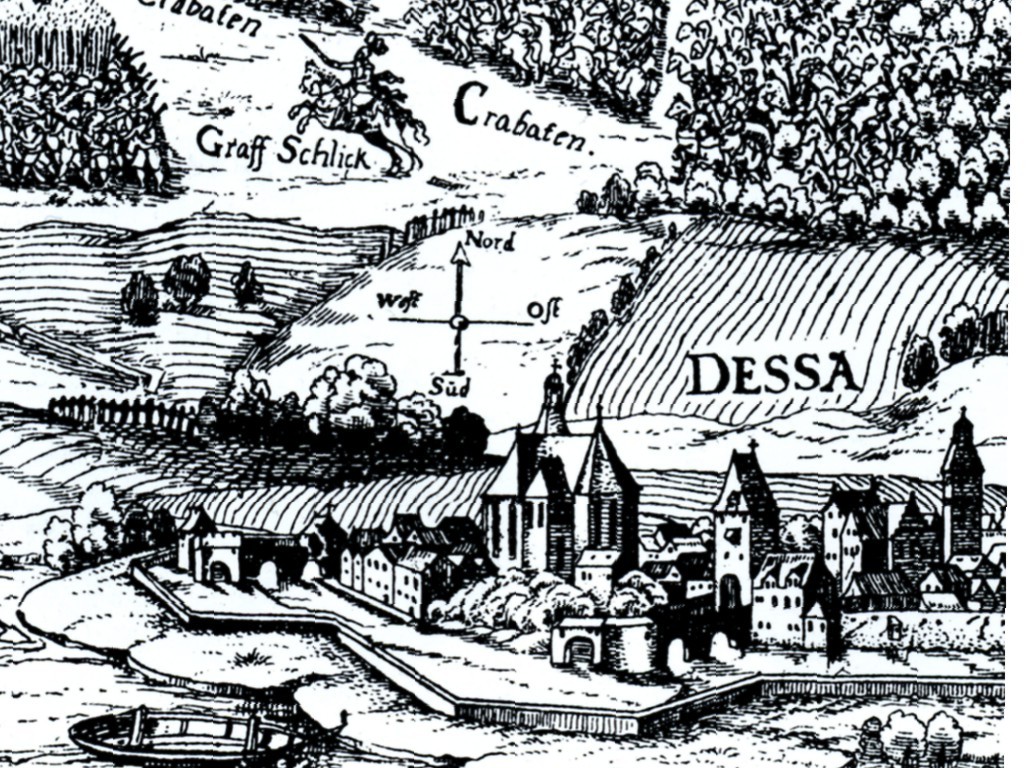 Crabaten
Crabaten.
Graff Schlick
Nord
West
Ost
Süd
DESSA
B